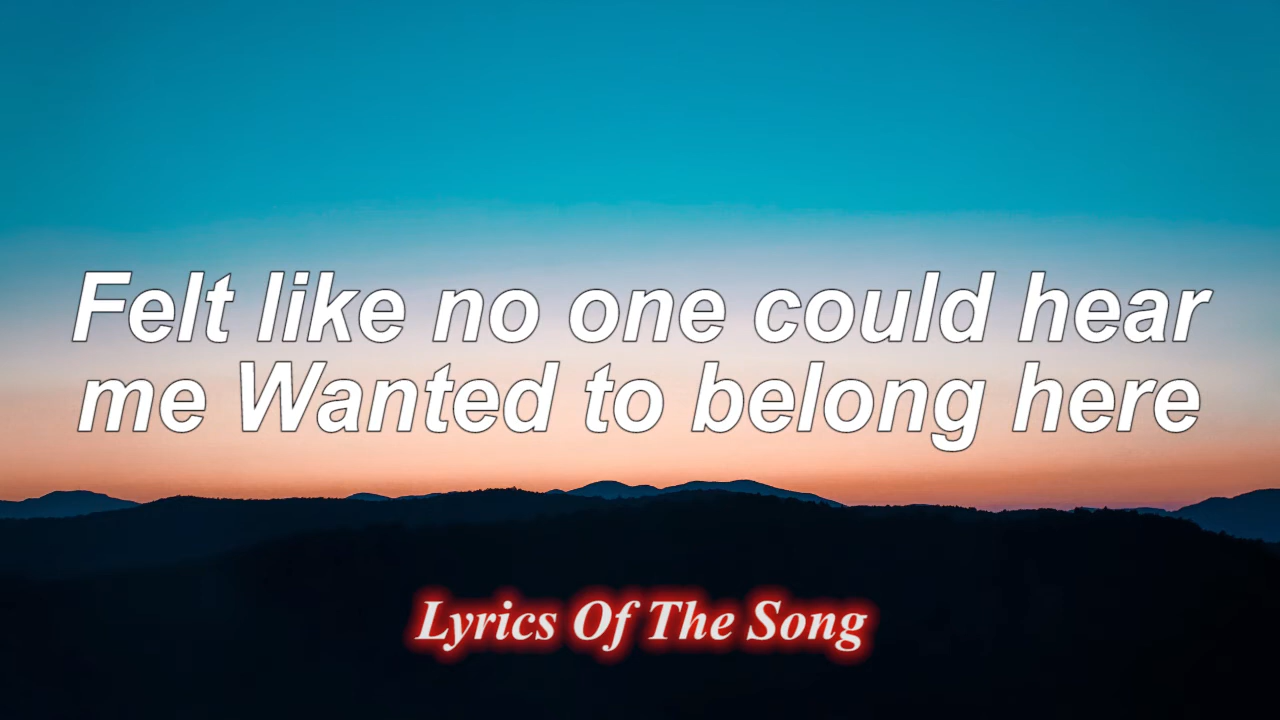 Felt like no one could hear
me Wanted to belong here
Lyrics Of The Song